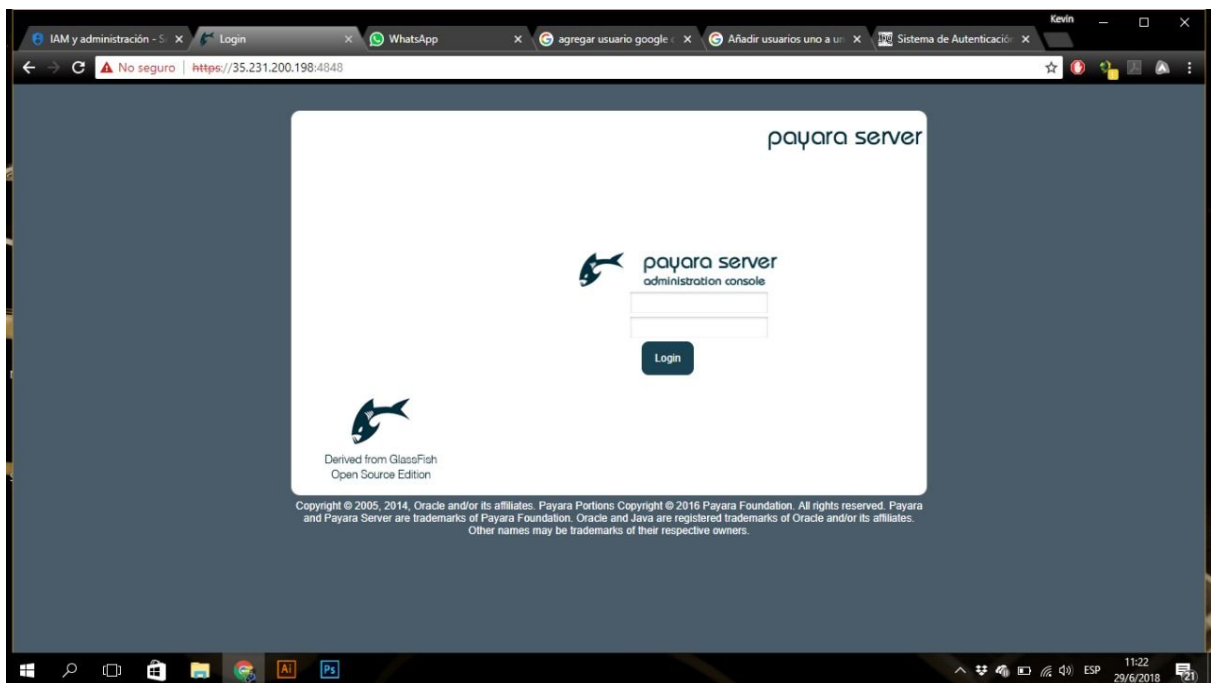 Kevin
IAM y administración - S
Login
WhatsApp
agregar usuario google c
Añadir usuarios uno a un
Sistema de Autenticación
No seguro
https://35.231.200.198:4848
payara server
payara server
administration console
Login
Derived from GlassFish
Open Source Edition
Copyright © 2005, 2014, Oracle and/or its affiliates. Payara Portions Copyright © 2016 Payara Foundation. All rights reserved. Payara
and Payara Server are trademarks of Payara Foundation. Oracle and Java are registered trademarks of Oracle and/or its affiliates.
Other names may be trademarks of their respective owners.
Ai
Ps
ESP
11:22
29/6/2018
21